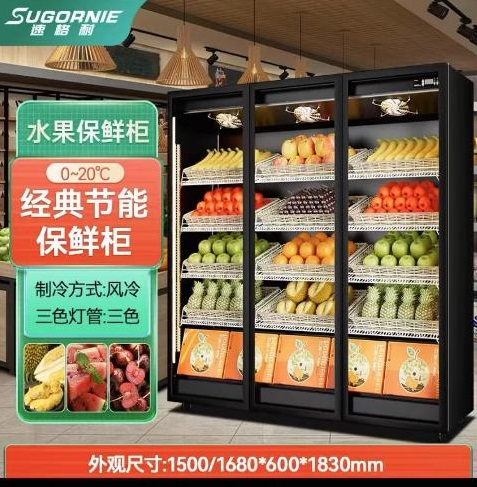 SUGORNIE
速格耐
水果保鲜柜
0~20℃
经典节能
保鲜柜
制冷方式:风冷
三色灯管:三色
外观尺寸:1500/1680*600*1830mm